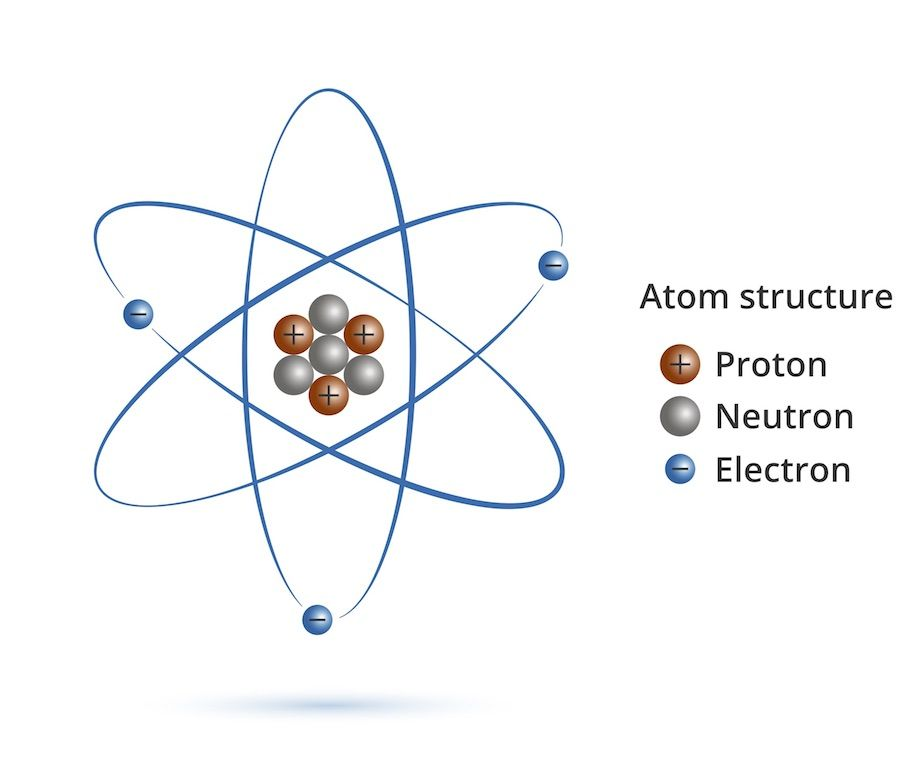 Atom structure
+ Proton
Neutron
− Electron
−
−
+ +
+
−